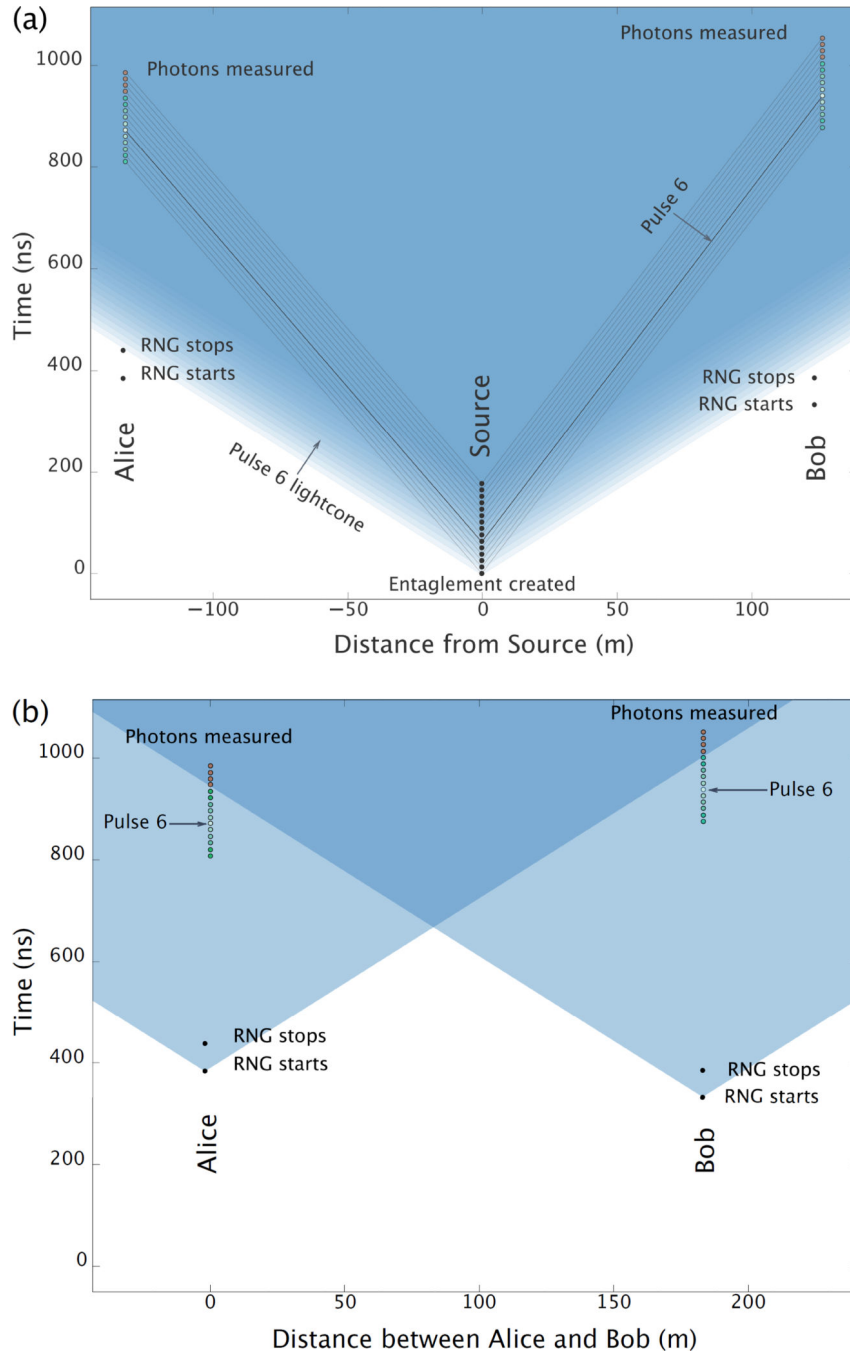 (a)
Photons measured
Photons measured
1000
800
600
400
200
0
Time (ns)
Pulse 6
RNG stops
RNG starts
RNG stops
RNG starts
Alice
Source
Bob
Pulse 6 lightcone
Entaglement created
−100
−50
0
50
100
Distance from Source (m)
(b)
Photons measured
Photons measured
1000
800
600
400
200
0
Time (ns)
Pulse 6
Pulse 6
RNG stops
RNG starts
RNG stops
RNG starts
Alice
Bob
0
50
100
150
200
Distance between Alice and Bob (m)